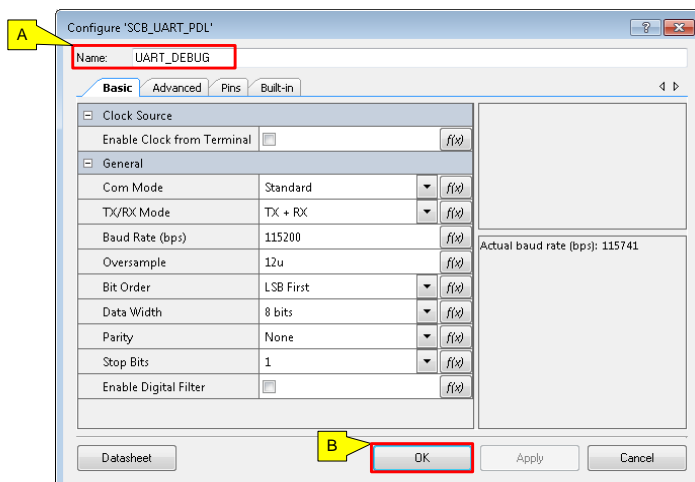 Configure 'SCB_UART_PDL'
? X
A
Name: UART_DEBUG
Basic Advanced Pins Built-in
Clock Source
Enable Clock from Terminal f(x)
General
Com Mode Standard f(x)
TX/RX Mode TX + RX f(x)
Baud Rate (bps) 115200 f(x)
Actual baud rate (bps): 115741
Oversample 12u f(x)
Bit Order LSB First f(x)
Data Width 8 bits f(x)
Parity None f(x)
Stop Bits 1 f(x)
Enable Digital Filter f(x)
B
Datasheet OK Apply Cancel